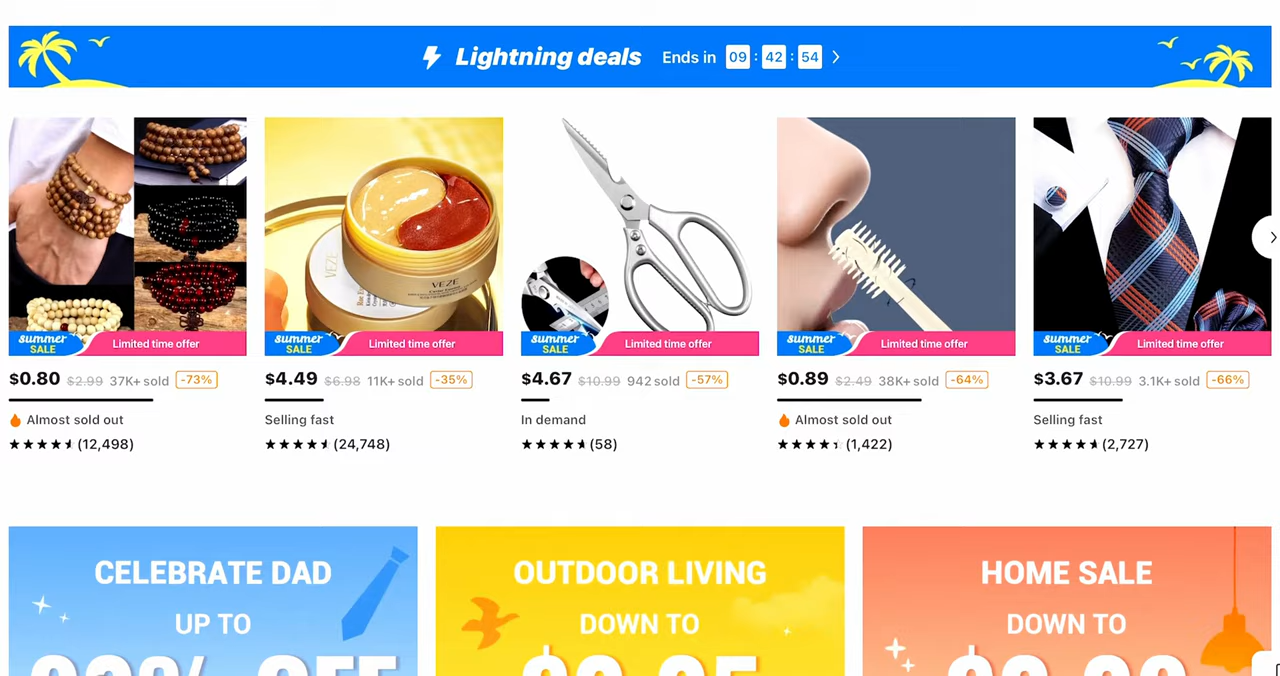 Lightning deals Ends in 09 : 42 : 54
summer SALE Limited time offer
$0.80 $2.99 37K+ sold -73%
Almost sold out
(12,498)
VEZE
VEZE
summer SALE Limited time offer
$4.49 $6.98 11K+ sold -35%
Selling fast
(24,748)
summer SALE Limited time offer
$4.67 $10.99 942 sold -57%
In demand
(58)
summer SALE Limited time offer
$0.89 $2.49 38K+ sold -64%
Almost sold out
(1,422)
summer SALE Limited time offer
$3.67 $10.99 3.1K+ sold -66%
Selling fast
(2,727)
CELEBRATE DAD
UP TO
OUTDOOR LIVING
DOWN TO
HOME SALE
DOWN TO